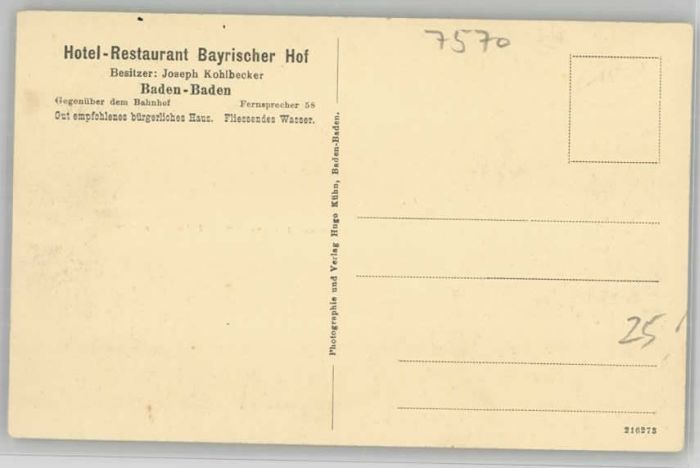 Hotel-Restaurant Bayrischer Hof
Besitzer: Joseph Kohlbecker
Baden-Baden
Gegenüber dem Bahnhof Fernsprecher 58
Gut empfohlenes bürgerliches Haus. Fliessendes Wasser.
Photographie und Verlag Hugo Kühn, Baden-Baden.
7570
25
216273